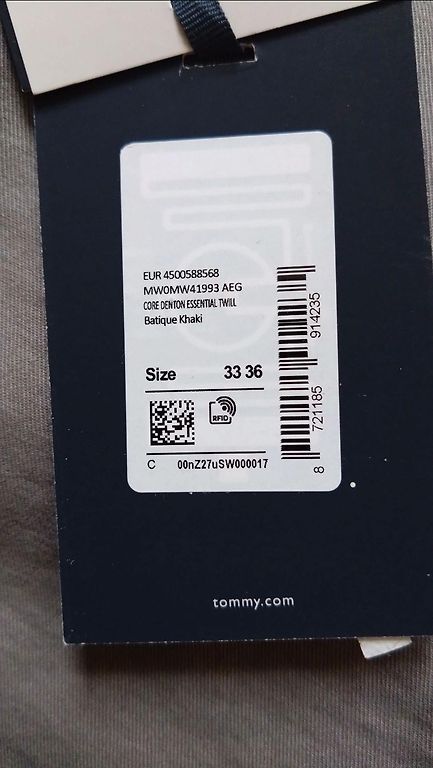 EUR 4500588568
MW0MW41993 AEG
CORE DENTON ESSENTIAL TWILL
Batique Khaki
Size 33 36
RFID
C 00nZ27uSW000017
8 721185 914235
tommy.com